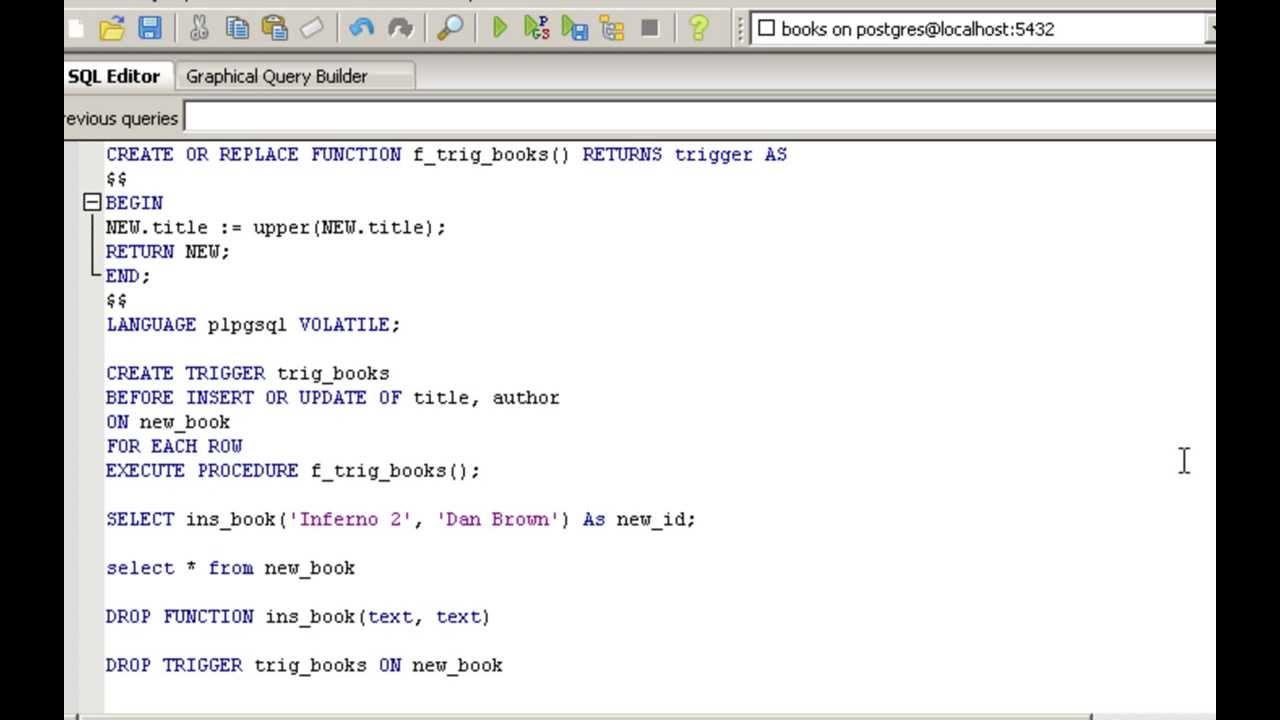 books on postgres@localhost:5432
SQL Editor
Graphical Query Builder
revious queries
CREATE OR REPLACE FUNCTION f_trig_books() RETURNS trigger AS
$$
BEGIN
NEW.title := upper(NEW.title);
RETURN NEW;
END;
$$
LANGUAGE plpgsql VOLATILE;
CREATE TRIGGER trig_books
BEFORE INSERT OR UPDATE OF title, author
ON new_book
FOR EACH ROW
EXECUTE PROCEDURE f_trig_books();
SELECT ins_book('Inferno 2', 'Dan Brown') As new_id;
select * from new_book
DROP FUNCTION ins_book(text, text)
DROP TRIGGER trig_books ON new_book